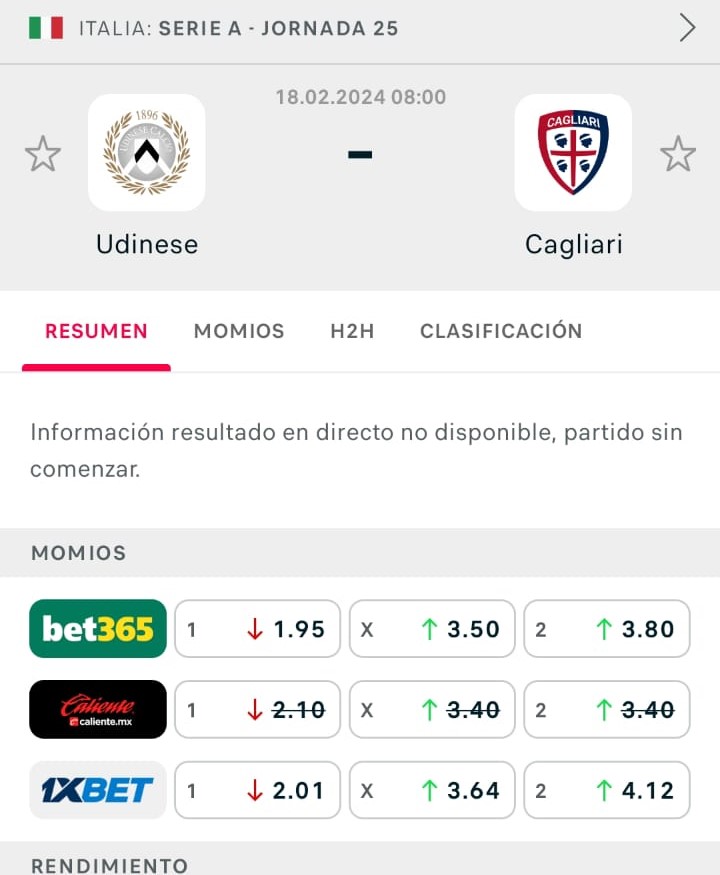 ITALIA: SERIE A - JORNADA 25
18.02.2024 08:00
1896
UDINESE CALCIO
CAGLIARI
-
Udinese
Cagliari
RESUMEN MOMIOS H2H CLASIFICACIÓN
Información resultado en directo no disponible, partido sin
comenzar.
MOMIOS
bet365 1 ↓ 1.95 X ↑ 3.50 2 ↑ 3.80
Caliente caliente.mx 1 ↓ 2.10 X ↑ 3.40 2 ↑ 3.40
1XBET 1 ↓ 2.01 X ↑ 3.64 2 ↑ 4.12
RENDIMIENTO